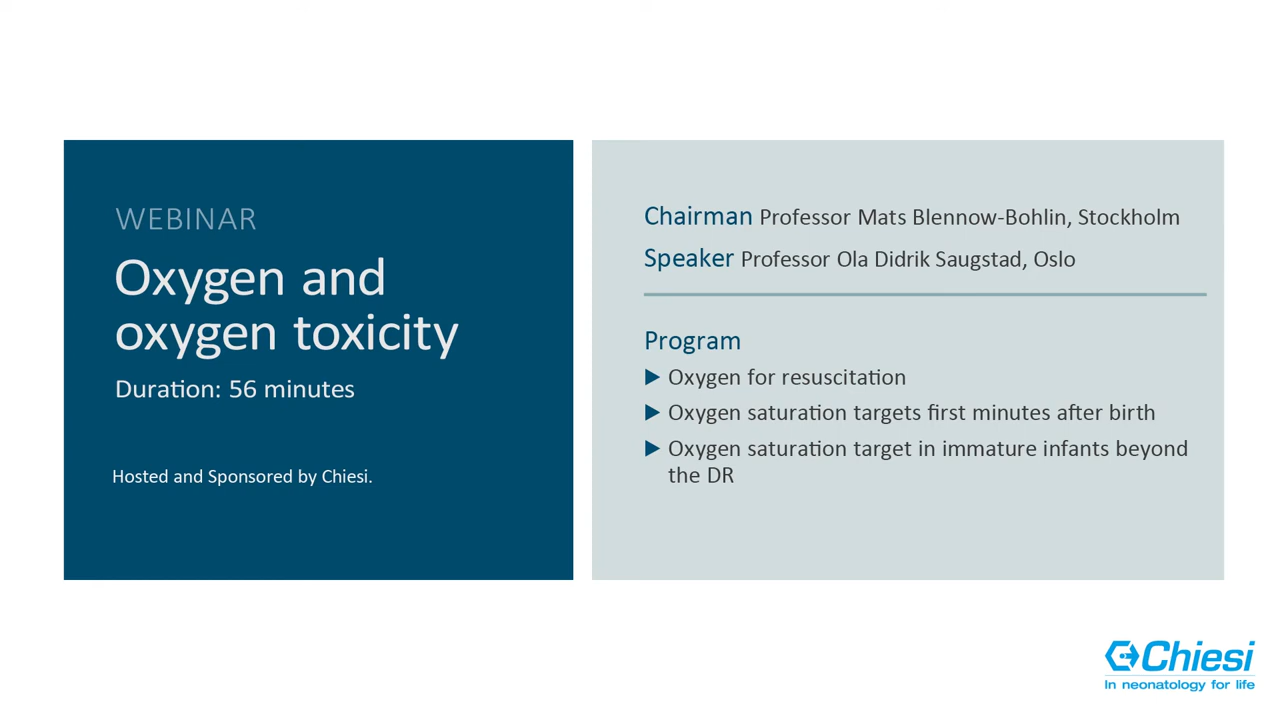 WEBINAR
Oxygen and
oxygen toxicity
Duration: 56 minutes
Hosted and Sponsored by Chiesi.
Chairman Professor Mats Blennow-Bohlin, Stockholm
Speaker Professor Ola Didrik Saugstad, Oslo
Program
▶ Oxygen for resuscitation
▶ Oxygen saturation targets first minutes after birth
▶ Oxygen saturation target in immature infants beyond
the DR
Chiesi
In neonatology for life